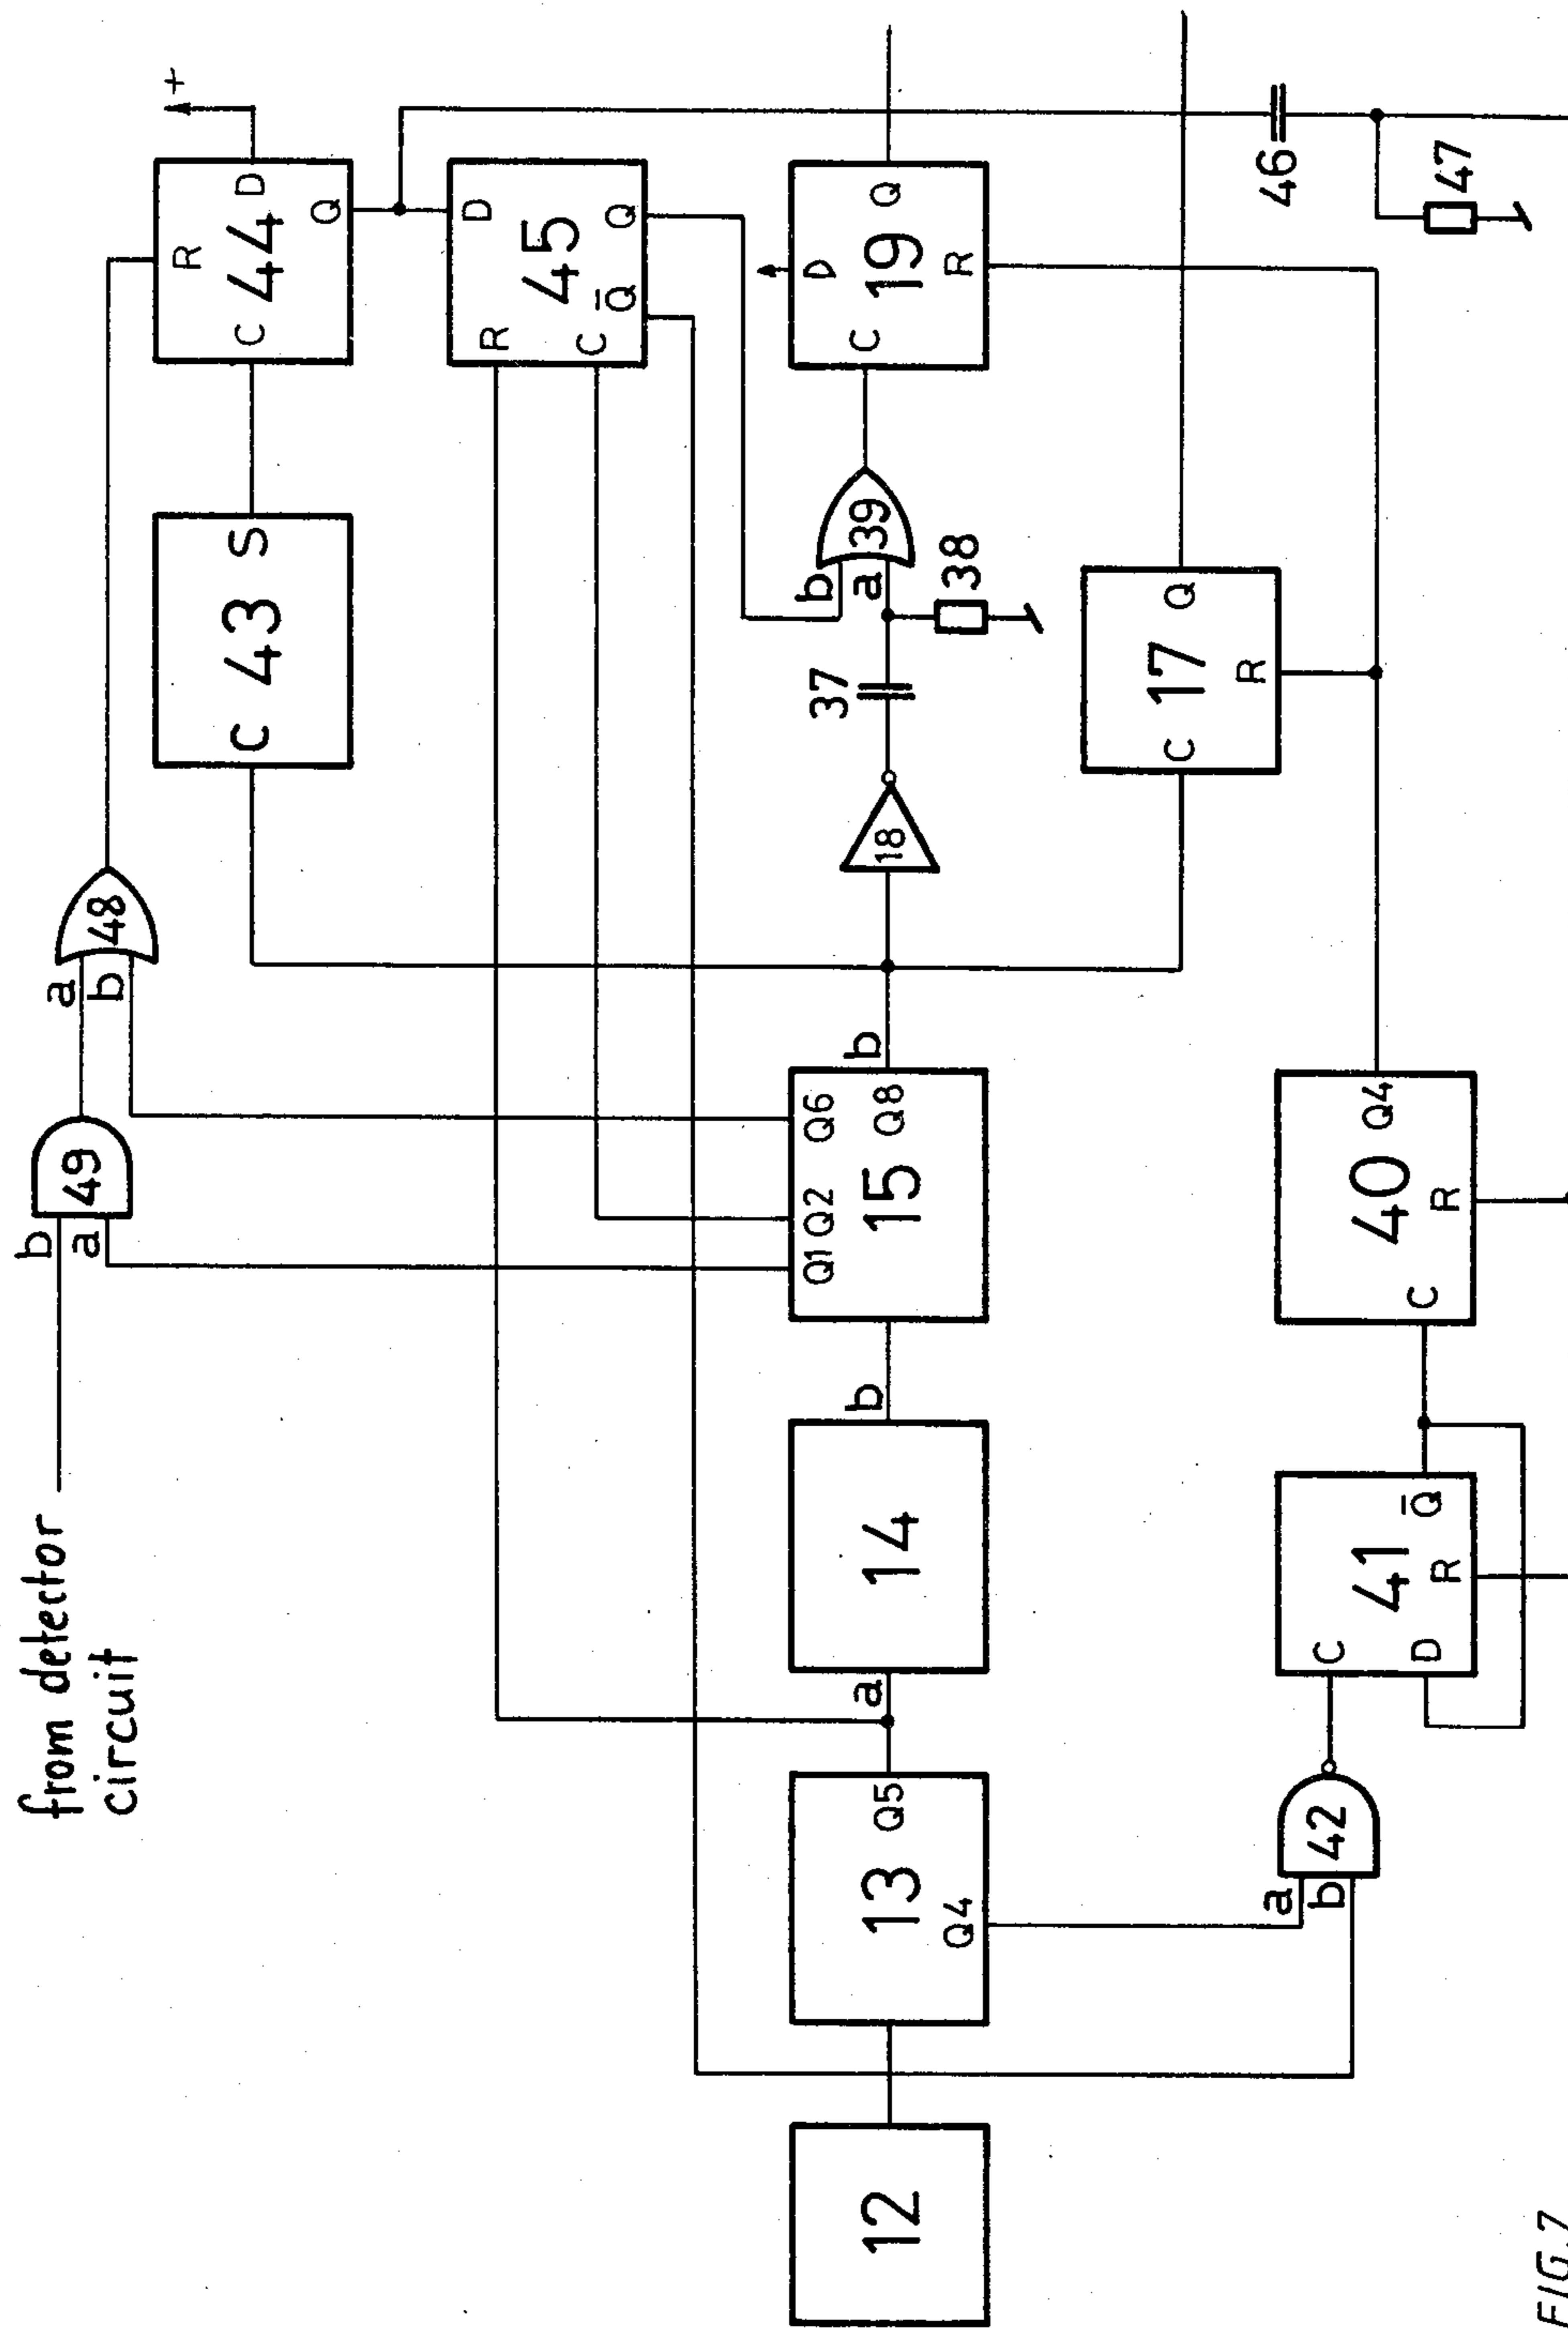 from detector
circuit
b
a
49
a
b
48
C
43
S
R
C
44
D
Q
+
R
C
45
D
Q̅
Q
12
13
Q5
Q4
a
14
b
Q1
Q2
Q6
15
Q8
b
18
37
38
b
a
39
C
D
19
Q
R
C
17
Q
R
a
b
42
C
D
41
Q̅
R
C
40
Q4
R
46
47
FIG.7